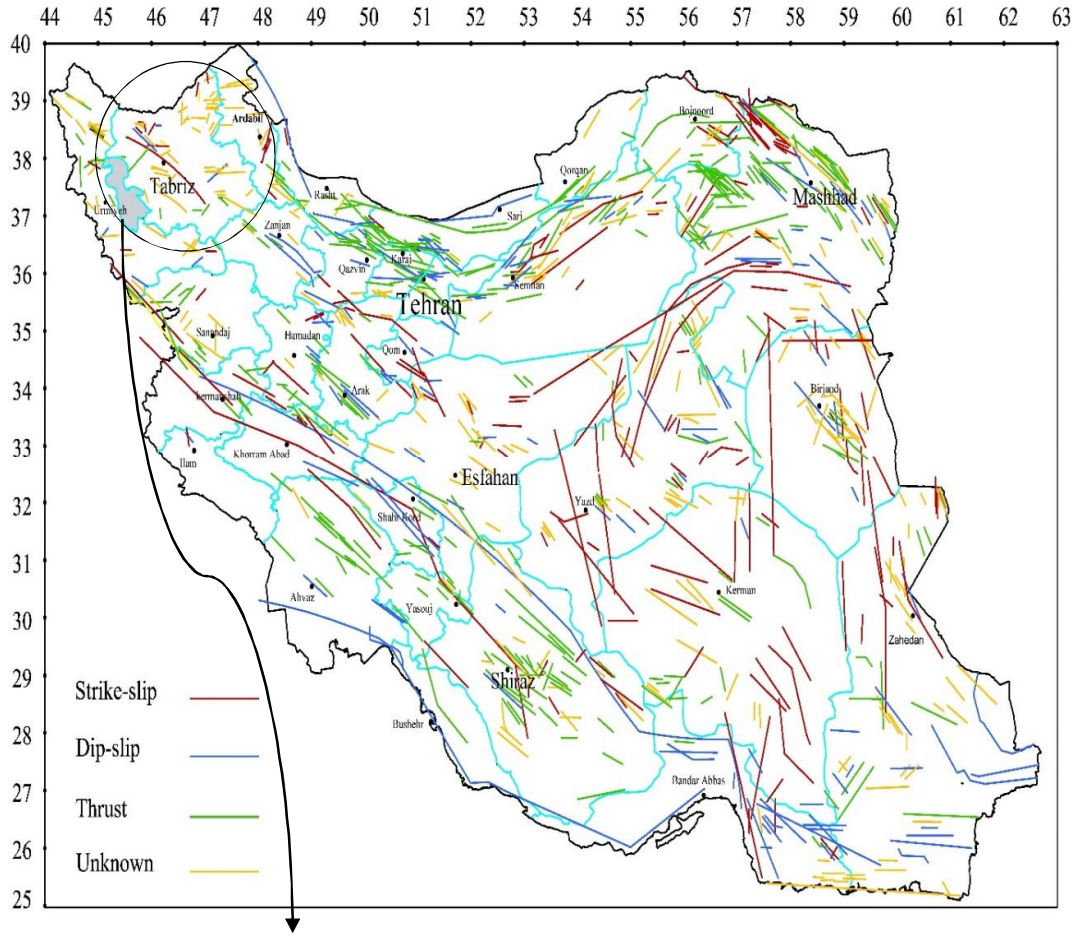 44 45 46 47 48 49 50 51 52 53 54 55 56 57 58 59 60 61 62 63
40
39
38
37
36
35
34
33
32
31
30
29
28
27
26
25
Bojnoord
Ardabil
Tabriz
Rasht
Gorqan
Mashhad
Urmiyeh
Sari
Zanjan
Karaj
Qazvin
Semnan
Tehran
Sanandaj
Hamadan
Qom
kermanshah
Arak
Birjand
Ilam
Khorram Abad
Esfahan
Yazd
Shahr Kord
Kerman
Ahvaz
Yasouj
Zahedan
Shiraz
Bushehr
Bandar Abbas
Strike-slip
Dip-slip
Thrust
Unknown